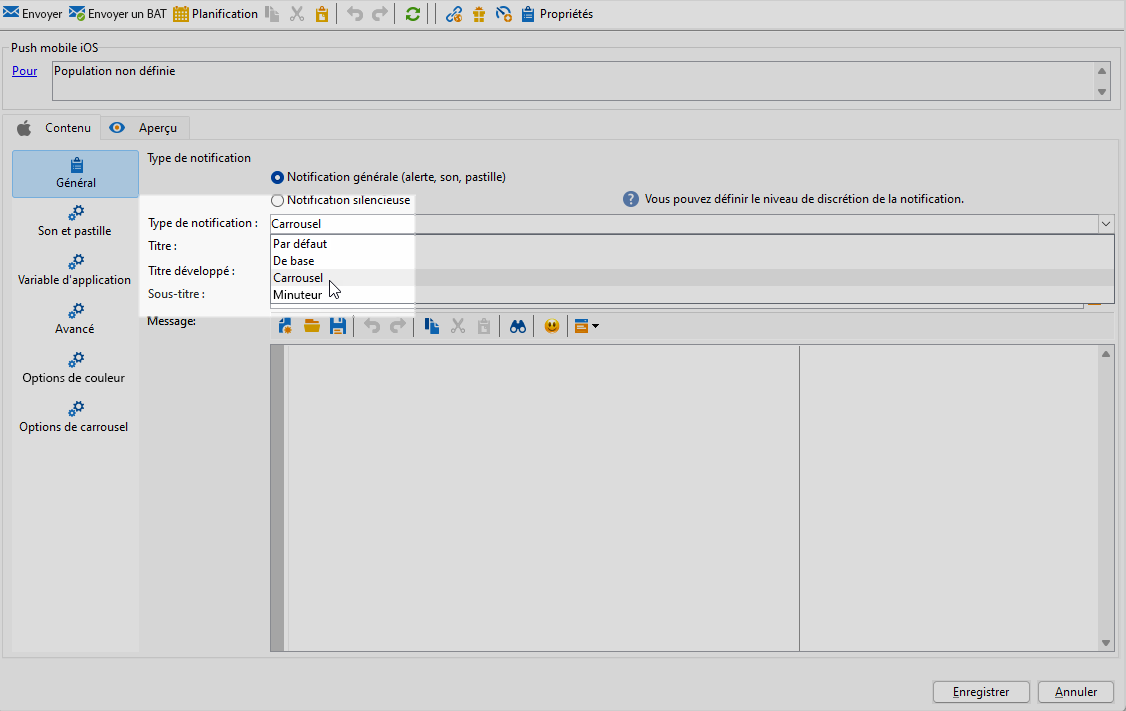 Envoyer Envoyer un BAT Planification Propriétés
Push mobile iOS
Pour Population non définie
Contenu Aperçu
Général
Son et pastille
Variable d'application
Avancé
Options de couleur
Options de carrousel
Type de notification
Notification générale (alerte, son, pastille)
Notification silencieuse
? Vous pouvez définir le niveau de discrétion de la notification.
Type de notification : Carrousel
Titre :
Titre développé :
Sous-titre :
Par défaut
De base
Carrousel
Minuteur
Message:
Enregistrer Annuler